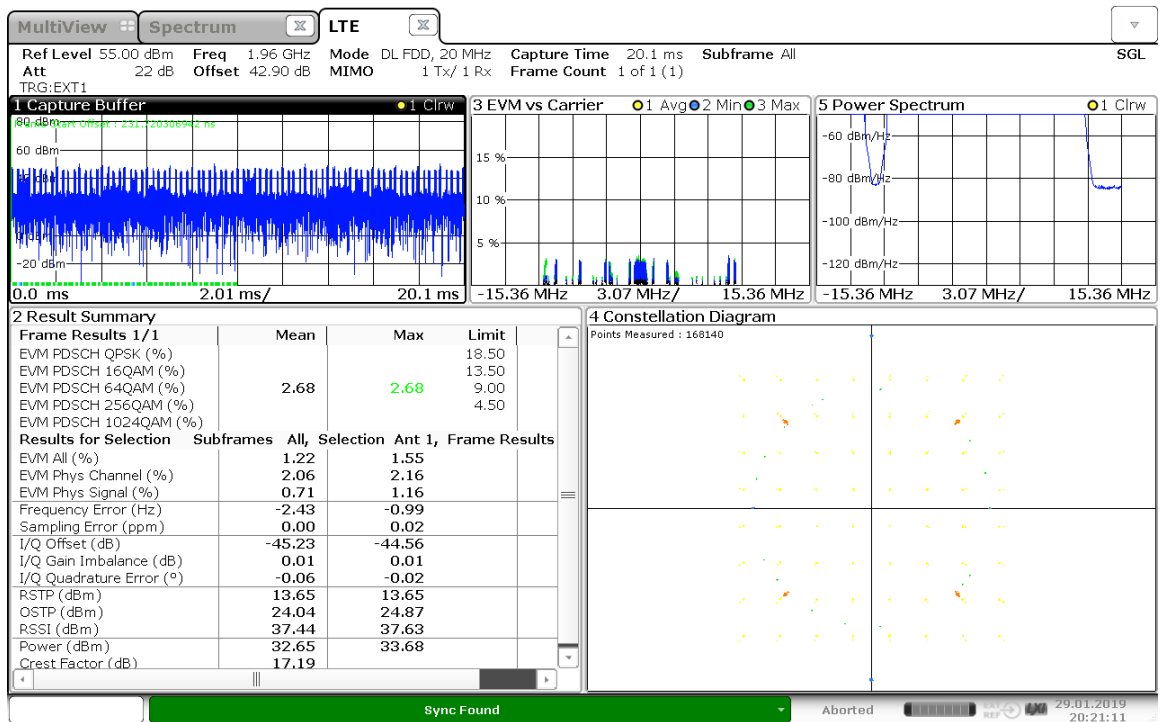 MultiView Spectrum LTE
Ref Level 55.00 dBm Freq 1.96 GHz Mode DL FDD, 20 MHz Capture Time 20.1 ms Subframe All SGL
Att 22 dB Offset 42.90 dB MIMO 1 Tx/ 1 Rx Frame Count 1 of 1 (1)
TRG:EXT1
1 Capture Buffer 1 Clrw
80 dBm
60 dBm
-20 dBm
0.0 ms 2.01 ms/ 20.1 ms
3 EVM vs Carrier 1 Avg 2 Min 3 Max
15 %
10 %
5 %
-15.36 MHz 3.07 MHz/ 15.36 MHz
5 Power Spectrum 1 Clrw
-60 dBm/Hz
-80 dBm/Hz
-100 dBm/Hz
-120 dBm/Hz
-15.36 MHz 3.07 MHz/ 15.36 MHz
2 Result Summary
Frame Results 1/1 Mean Max Limit
EVM PDSCH QPSK (%) 18.50
EVM PDSCH 16QAM (%) 13.50
EVM PDSCH 64QAM (%) 2.68 2.68 9.00
EVM PDSCH 256QAM (%) 4.50
EVM PDSCH 1024QAM (%)
Results for Selection Subframes All, Selection Ant 1, Frame Results
EVM All (%) 1.22 1.55
EVM Phys Channel (%) 2.06 2.16
EVM Phys Signal (%) 0.71 1.16
Frequency Error (Hz) -2.43 -0.99
Sampling Error (ppm) 0.00 0.02
I/Q Offset (dB) -45.23 -44.56
I/Q Gain Imbalance (dB) 0.01 0.01
I/Q Quadrature Error (°) -0.06 -0.02
RSTP (dBm) 13.65 13.65
OSTP (dBm) 24.04 24.87
RSSI (dBm) 37.44 37.63
Power (dBm) 32.65 33.68
Crest Factor (dB) 17.19
4 Constellation Diagram
Points Measured : 168140
Sync Found
Aborted
EXT
REF
LXI
29.01.2019
20:21:11